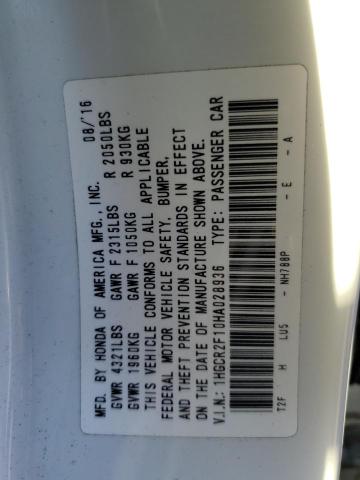 MFD. BY HONDA OF AMERICA MFG., INC. 08/'16
GVWR 4321LBS GAWR F 2315LBS R 2050LBS
GVWR 1960KG GAWR F 1050KG R 930KG
THIS VEHICLE CONFORMS TO ALL APPLICABLE
FEDERAL MOTOR VEHICLE SAFETY, BUMPER,
AND THEFT PREVENTION STANDARDS IN EFFECT
ON THE DATE OF MANUFACTURE SHOWN ABOVE.
V.I.N.: 1HGCR2F10HA028936 TYPE: PASSENGER CAR
T2F H LU5 - NH788P - E - A